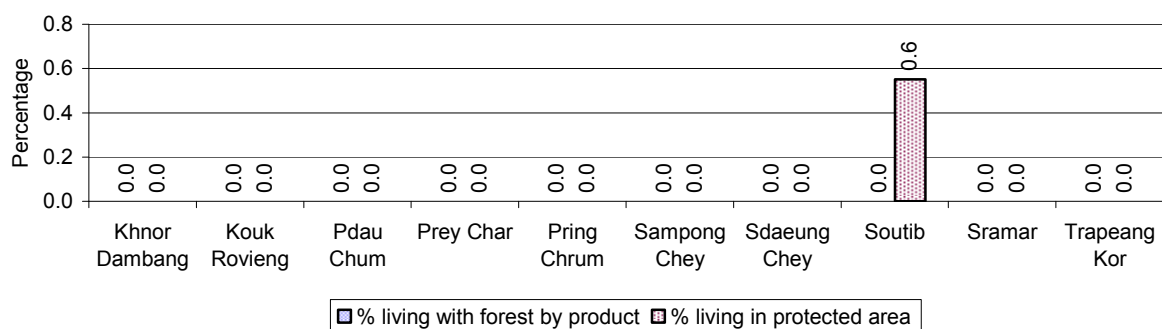 0.8
0.6
0.4
0.2
0.0
Percentage
0.0 0.0 0.0 0.0 0.0 0.0 0.0 0.0 0.0 0.0 0.0 0.0 0.0 0.0 0.0 0.6 0.0 0.0 0.0 0.0
Khnor Kouk Pdau Prey Char Pring Sampong Sdaeung Soutib Sramar Trapeang
Dambang Rovieng Chum Chrum Chey Chey Kor
% living with forest by product % living in protected area